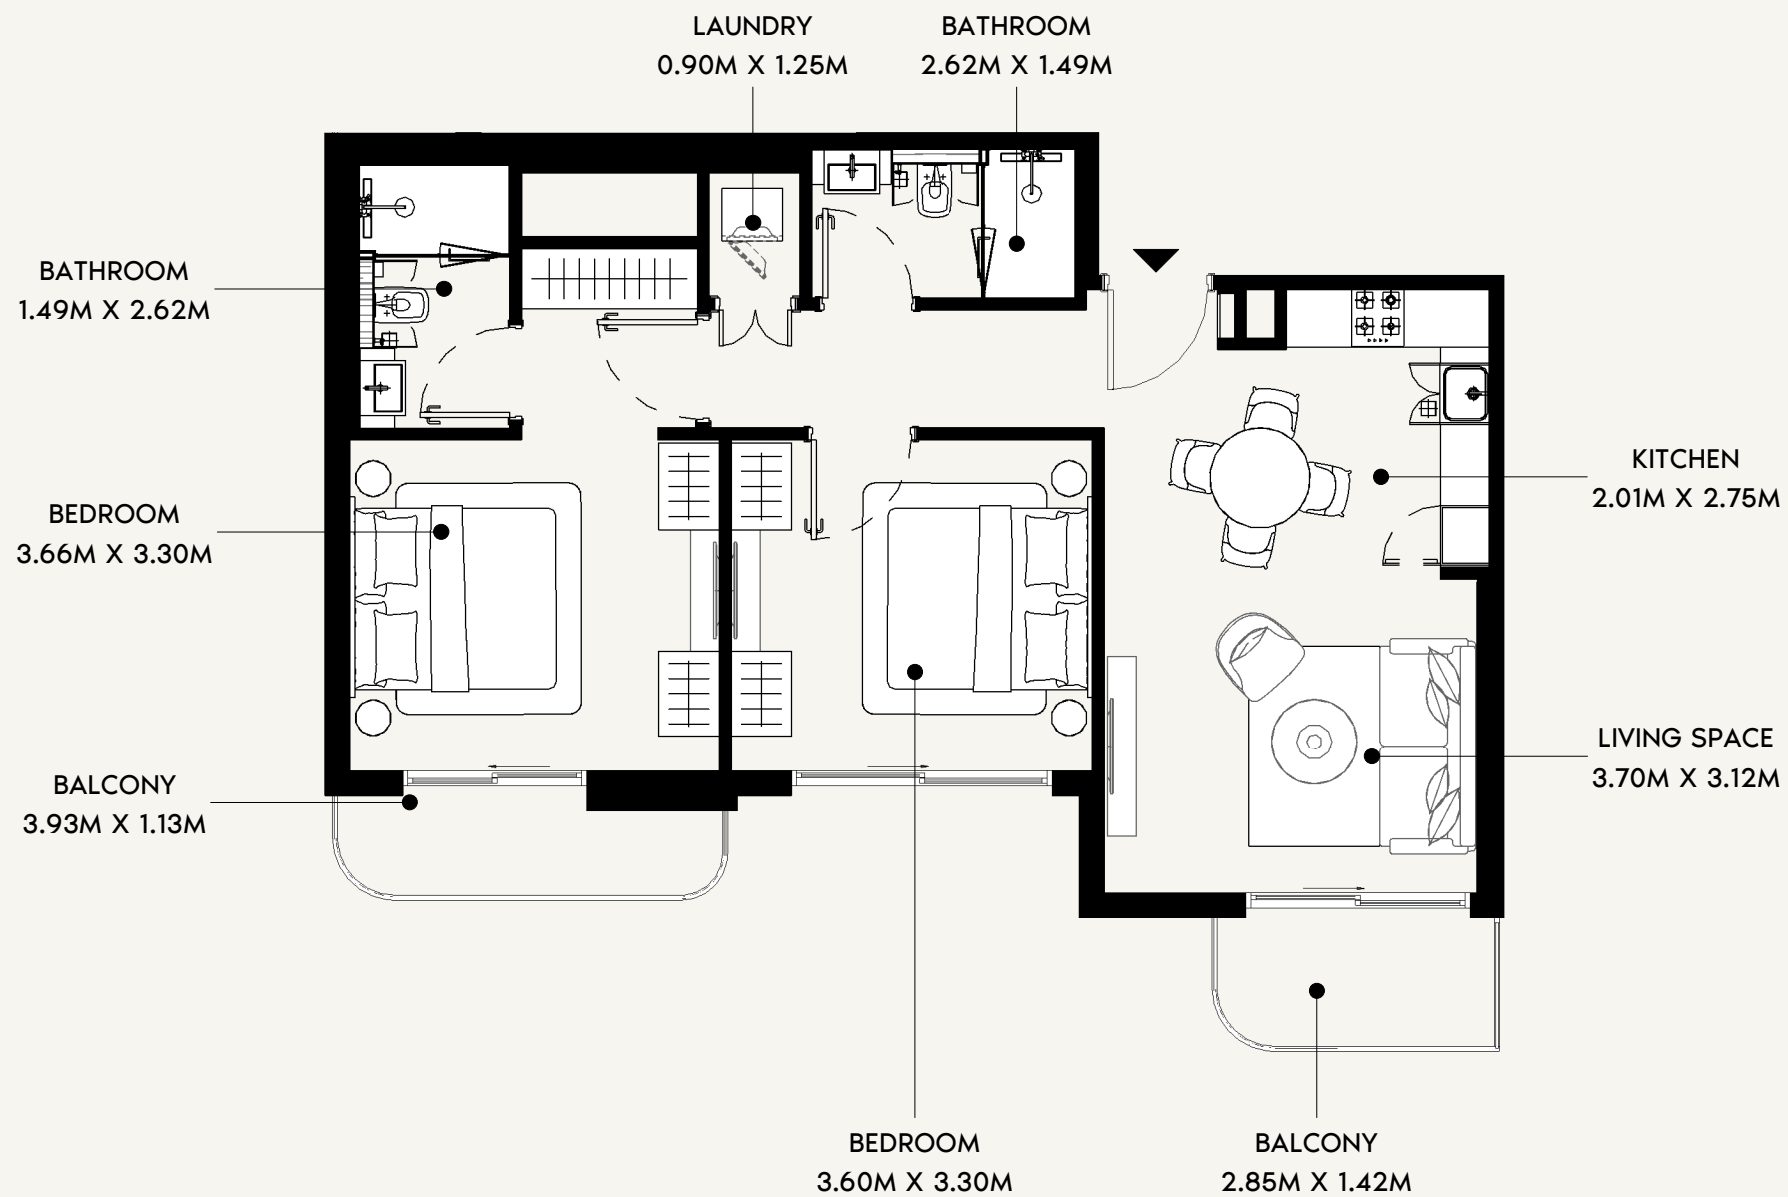 LAUNDRY
0.90M X 1.25M
BATHROOM
2.62M X 1.49M
BATHROOM
1.49M X 2.62M
BEDROOM
3.66M X 3.30M
BALCONY
3.93M X 1.13M
KITCHEN
2.01M X 2.75M
LIVING SPACE
3.70M X 3.12M
BEDROOM
3.60M X 3.30M
BALCONY
2.85M X 1.42M